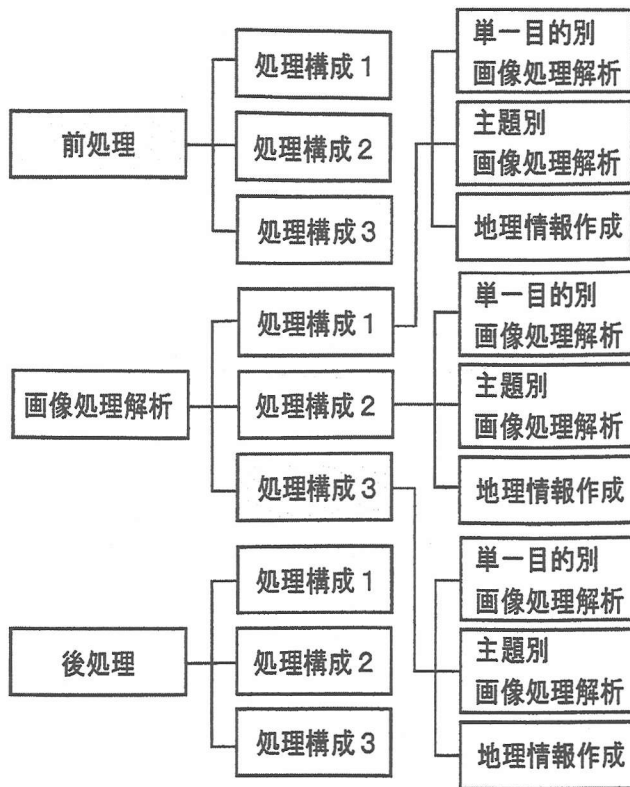 前処理
処理構成1
処理構成2
処理構成3
画像処理解析
処理構成1
処理構成2
処理構成3
後処理
処理構成1
処理構成2
処理構成3
単一目的別
画像処理解析
主題別
画像処理解析
地理情報作成
単一目的別
画像処理解析
主題別
画像処理解析
地理情報作成
単一目的別
画像処理解析
主題別
画像処理解析
地理情報作成